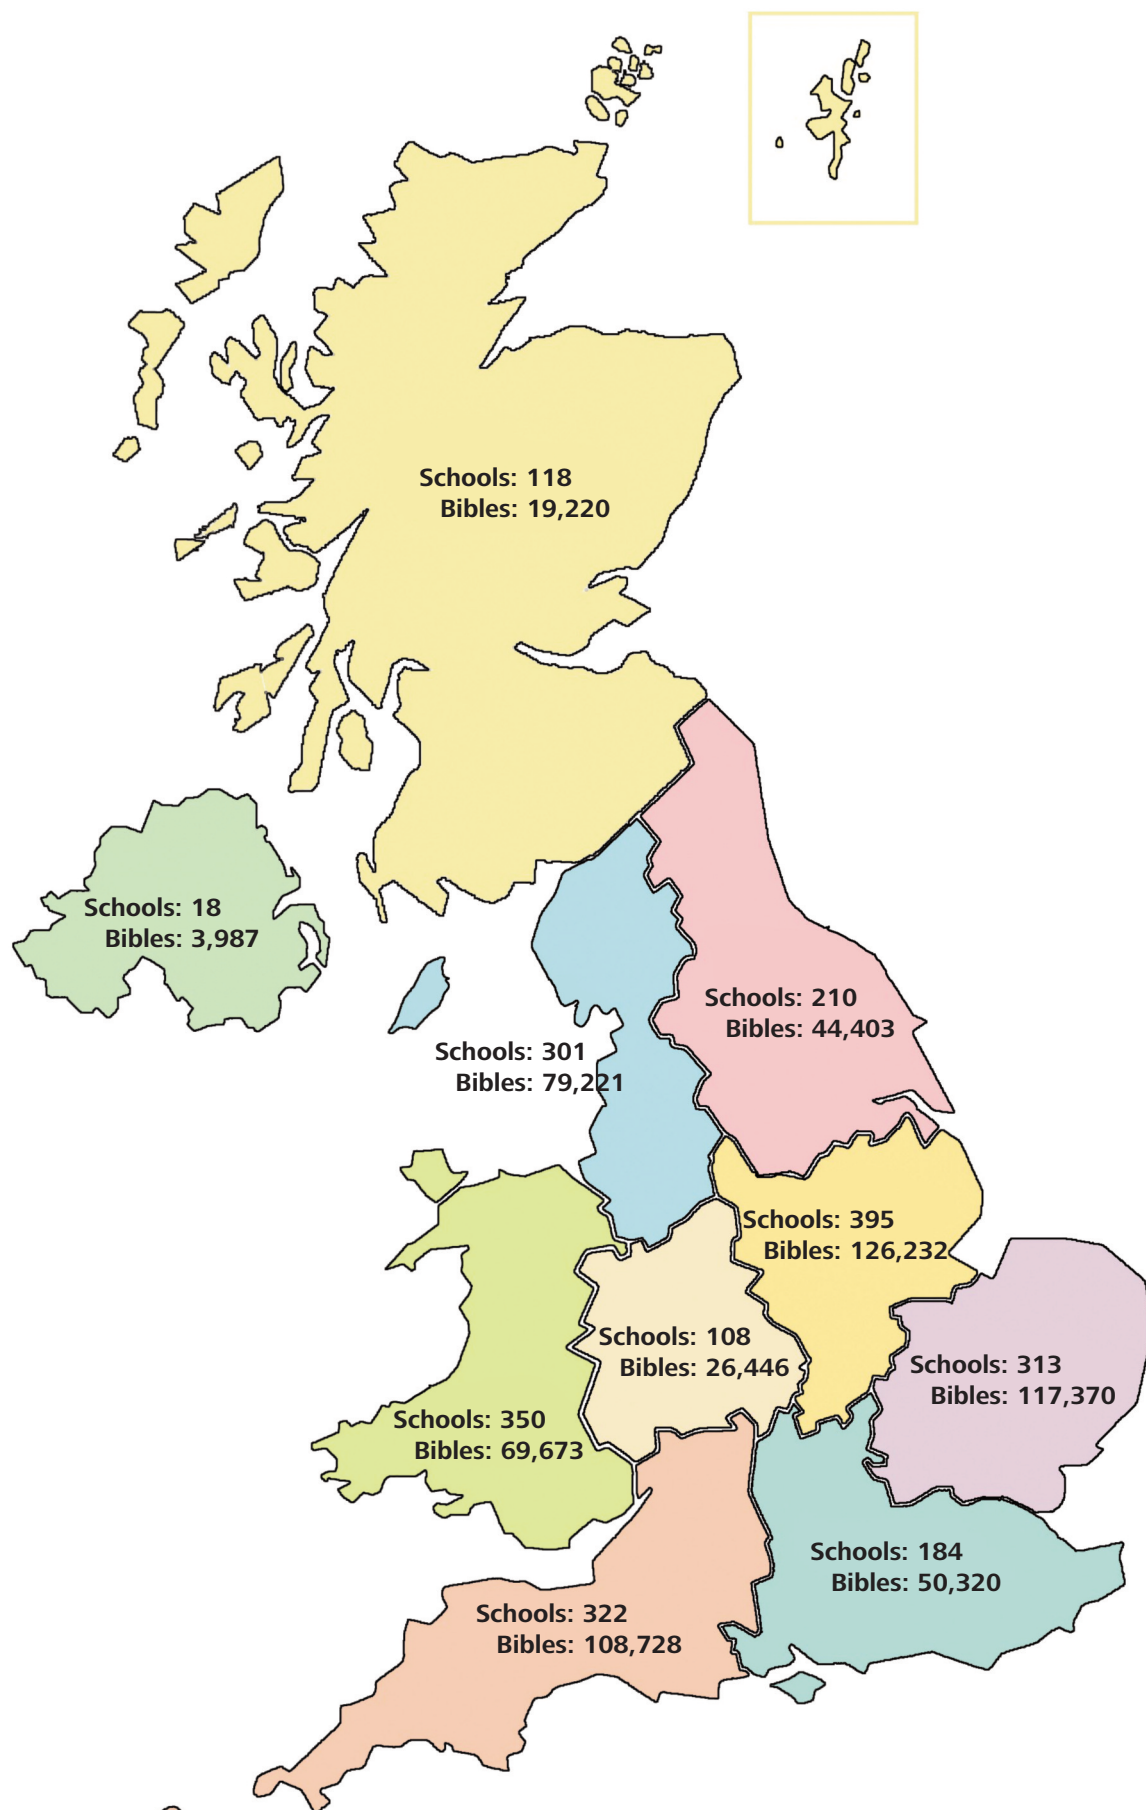 Schools: 118
Bibles: 19,220
Schools: 18
Bibles: 3,987
Schools: 210
Bibles: 44,403
Schools: 301
Bibles: 79,221
Schools: 395
Bibles: 126,232
Schools: 108
Bibles: 26,446
Schools: 313
Bibles: 117,370
Schools: 350
Bibles: 69,673
Schools: 184
Bibles: 50,320
Schools: 322
Bibles: 108,728